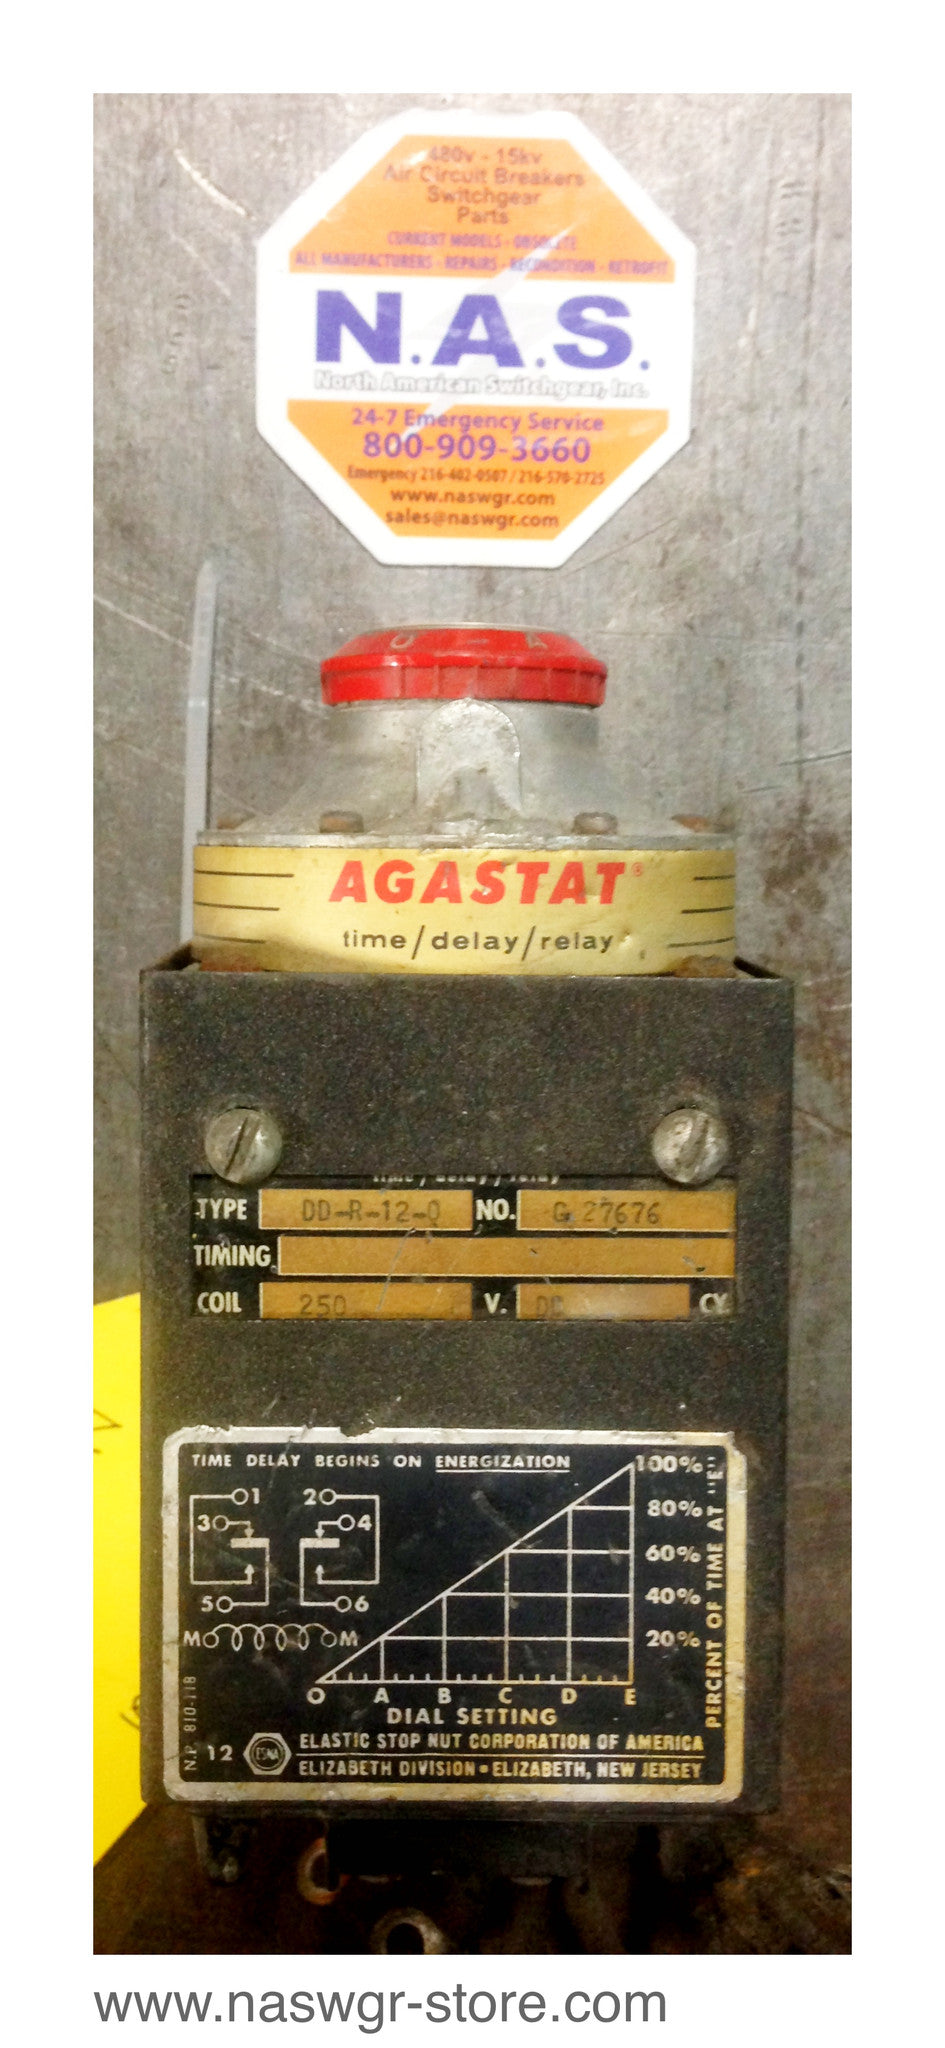 480v - 15kv
Air Circuit Breakers
Switchgear
Parts
CURRENT MODELS - OBSOLETE
ALL MANUFACTURERS - REPAIRS - RECONDITION - RETROFIT
N.A.S.
North American Switchgear, Inc.
24-7 Emergency Service
800-909-3660
Emergency 216-402-0507 / 216-570-2725
www.naswgr.com
sales@naswgr.com
AGASTAT®
time/delay/relay
time/delay/relay
TYPE DD-R-12-Q NO. G 27676
TIMING
COIL 250 V. DC CY.
TIME DELAY BEGINS ON ENERGIZATION
1 2
3 4
5 6
M M
100%
80%
60%
40%
20%
PERCENT OF TIME AT "E"
O A B C D E
DIAL SETTING
N.P. 810118
12 ESNA ELASTIC STOP NUT CORPORATION OF AMERICA
ELIZABETH DIVISION • ELIZABETH, NEW JERSEY
www.naswgr-store.com